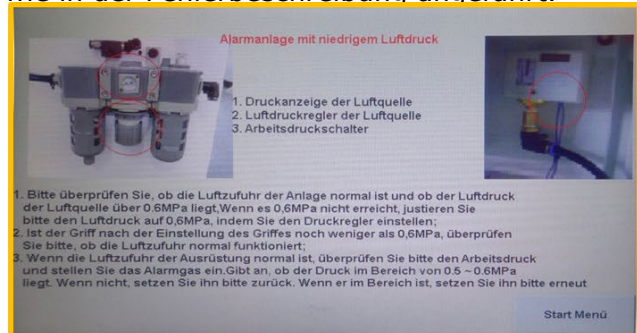 wie in der Fehlerbeschreibung aufgeführt.
Alarmanlage mit niedrigem Luftdruck
1. Druckanzeige der Luftquelle
2. Luftdruckregler der Luftquelle
3. Arbeitsdruckschalter
1. Bitte überprüfen Sie, ob die Luftzufuhr der Anlage normal ist und ob der Luftdruck
der Luftquelle über 0.6MPa liegt,Wenn es 0,6MPa nicht erreicht, justieren Sie
bitte den Luftdruck auf 0,6MPa, indem Sie den Druckregler einstellen;
2. Ist der Griff nach der Einstellung des Griffes noch weniger als 0,6MPa, überprüfen
Sie bitte, ob die Luftzufuhr normal funktioniert;
3. Wenn die Luftzufuhr der Ausrüstung normal ist, überprüfen Sie bitte den Arbeitsdruck
und stellen Sie das Alarmgas ein.Gibt an, ob der Druck im Bereich von 0.5 ~ 0.6MPa
liegt. Wenn nicht, setzen Sie ihn bitte zurück. Wenn er im Bereich ist, setzen Sie ihn bitte erneut
Start Menü